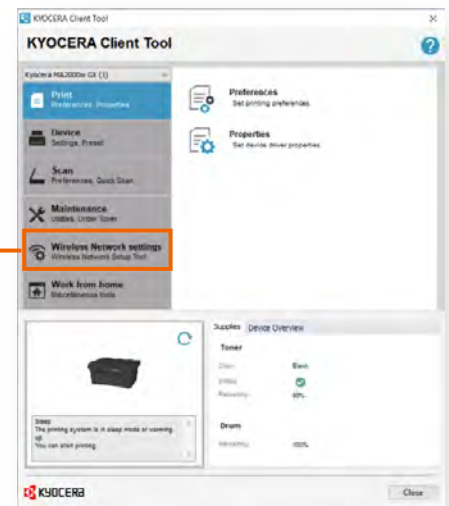 KYOCERA Client Tool
KYOCERA Client Tool
Kyocera MA2000w GX (1)
Print
Preferences, Properties
Device
Settings, Preset
Scan
Preferences, Quick Scan
Maintenance
Utilities, Order Toner
Wireless Network settings
Wireless Network Setup Tool
Work from home
Miscellaneous tools
Preferences
Set printing preferences.
Properties
Set device driver properties.
Supplies Device Overview
Toner
Color: Black
Status:
Remaining:
Drum
Remaining: 100%
Sleep
The printing system is in sleep mode or warming
up.
You can start printing.
KYOCERA
Close